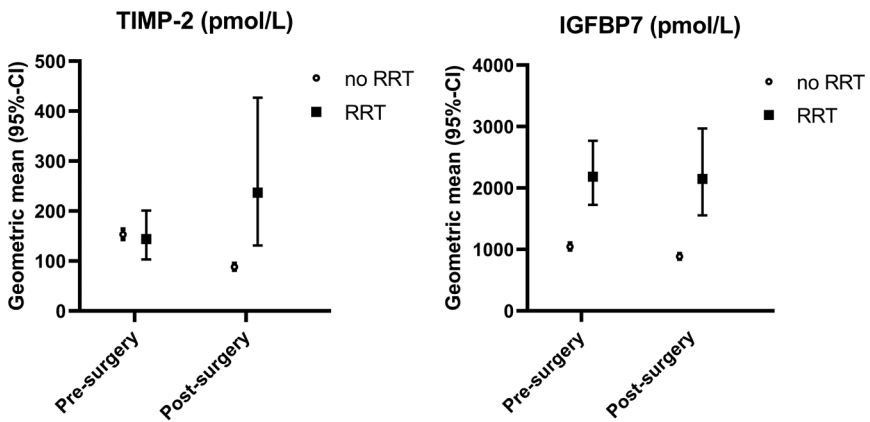 TIMP-2 (pmol/L)
Geometric mean (95%-CI)
500
400
300
200
100
0
Pre-surgery
Post-surgery
no RRT
RRT
IGFBP7 (pmol/L)
Geometric mean (95%-CI)
4000
3000
2000
1000
0
Pre-surgery
Post-surgery
no RRT
RRT